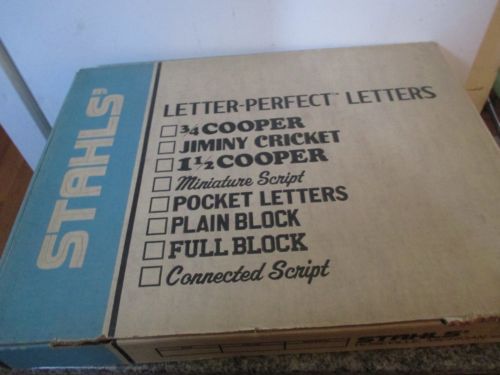 STAHLS'
LETTER-PERFECT™ LETTERS
¾ COOPER
JIMINY CRICKET
1½ COOPER
Miniature Script
POCKET LETTERS
PLAIN BLOCK
FULL BLOCK
Connected Script
STAHLS'